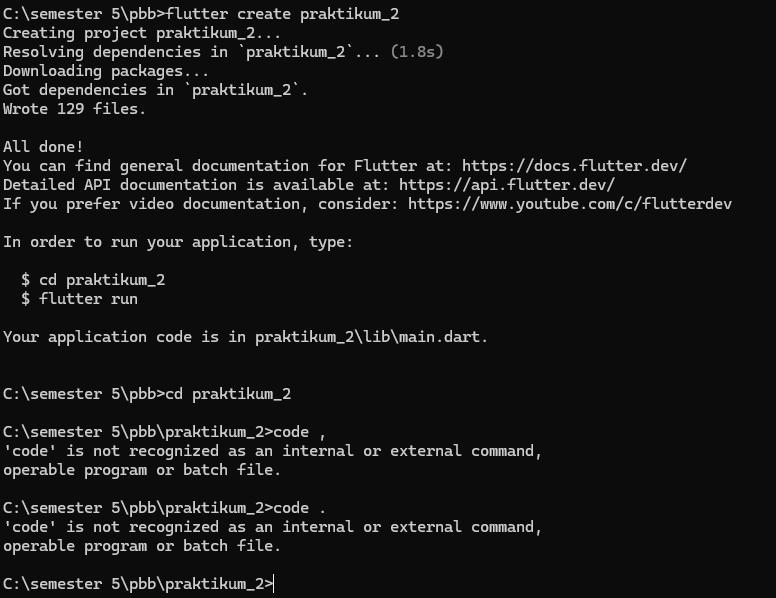 C:\semester 5\pbb>flutter create praktikum_2
Creating project praktikum_2...
Resolving dependencies in `praktikum_2`... (1.8s)
Downloading packages...
Got dependencies in `praktikum_2`.
Wrote 129 files.
All done!
You can find general documentation for Flutter at: https://docs.flutter.dev/
Detailed API documentation is available at: https://api.flutter.dev/
If you prefer video documentation, consider: https://www.youtube.com/c/flutterdev
In order to run your application, type:
$ cd praktikum_2
$ flutter run
Your application code is in praktikum_2\lib\main.dart.
C:\semester 5\pbb>cd praktikum_2
C:\semester 5\pbb\praktikum_2>code ,
'code' is not recognized as an internal or external command,
operable program or batch file.
C:\semester 5\pbb\praktikum_2>code .
'code' is not recognized as an internal or external command,
operable program or batch file.
C:\semester 5\pbb\praktikum_2>